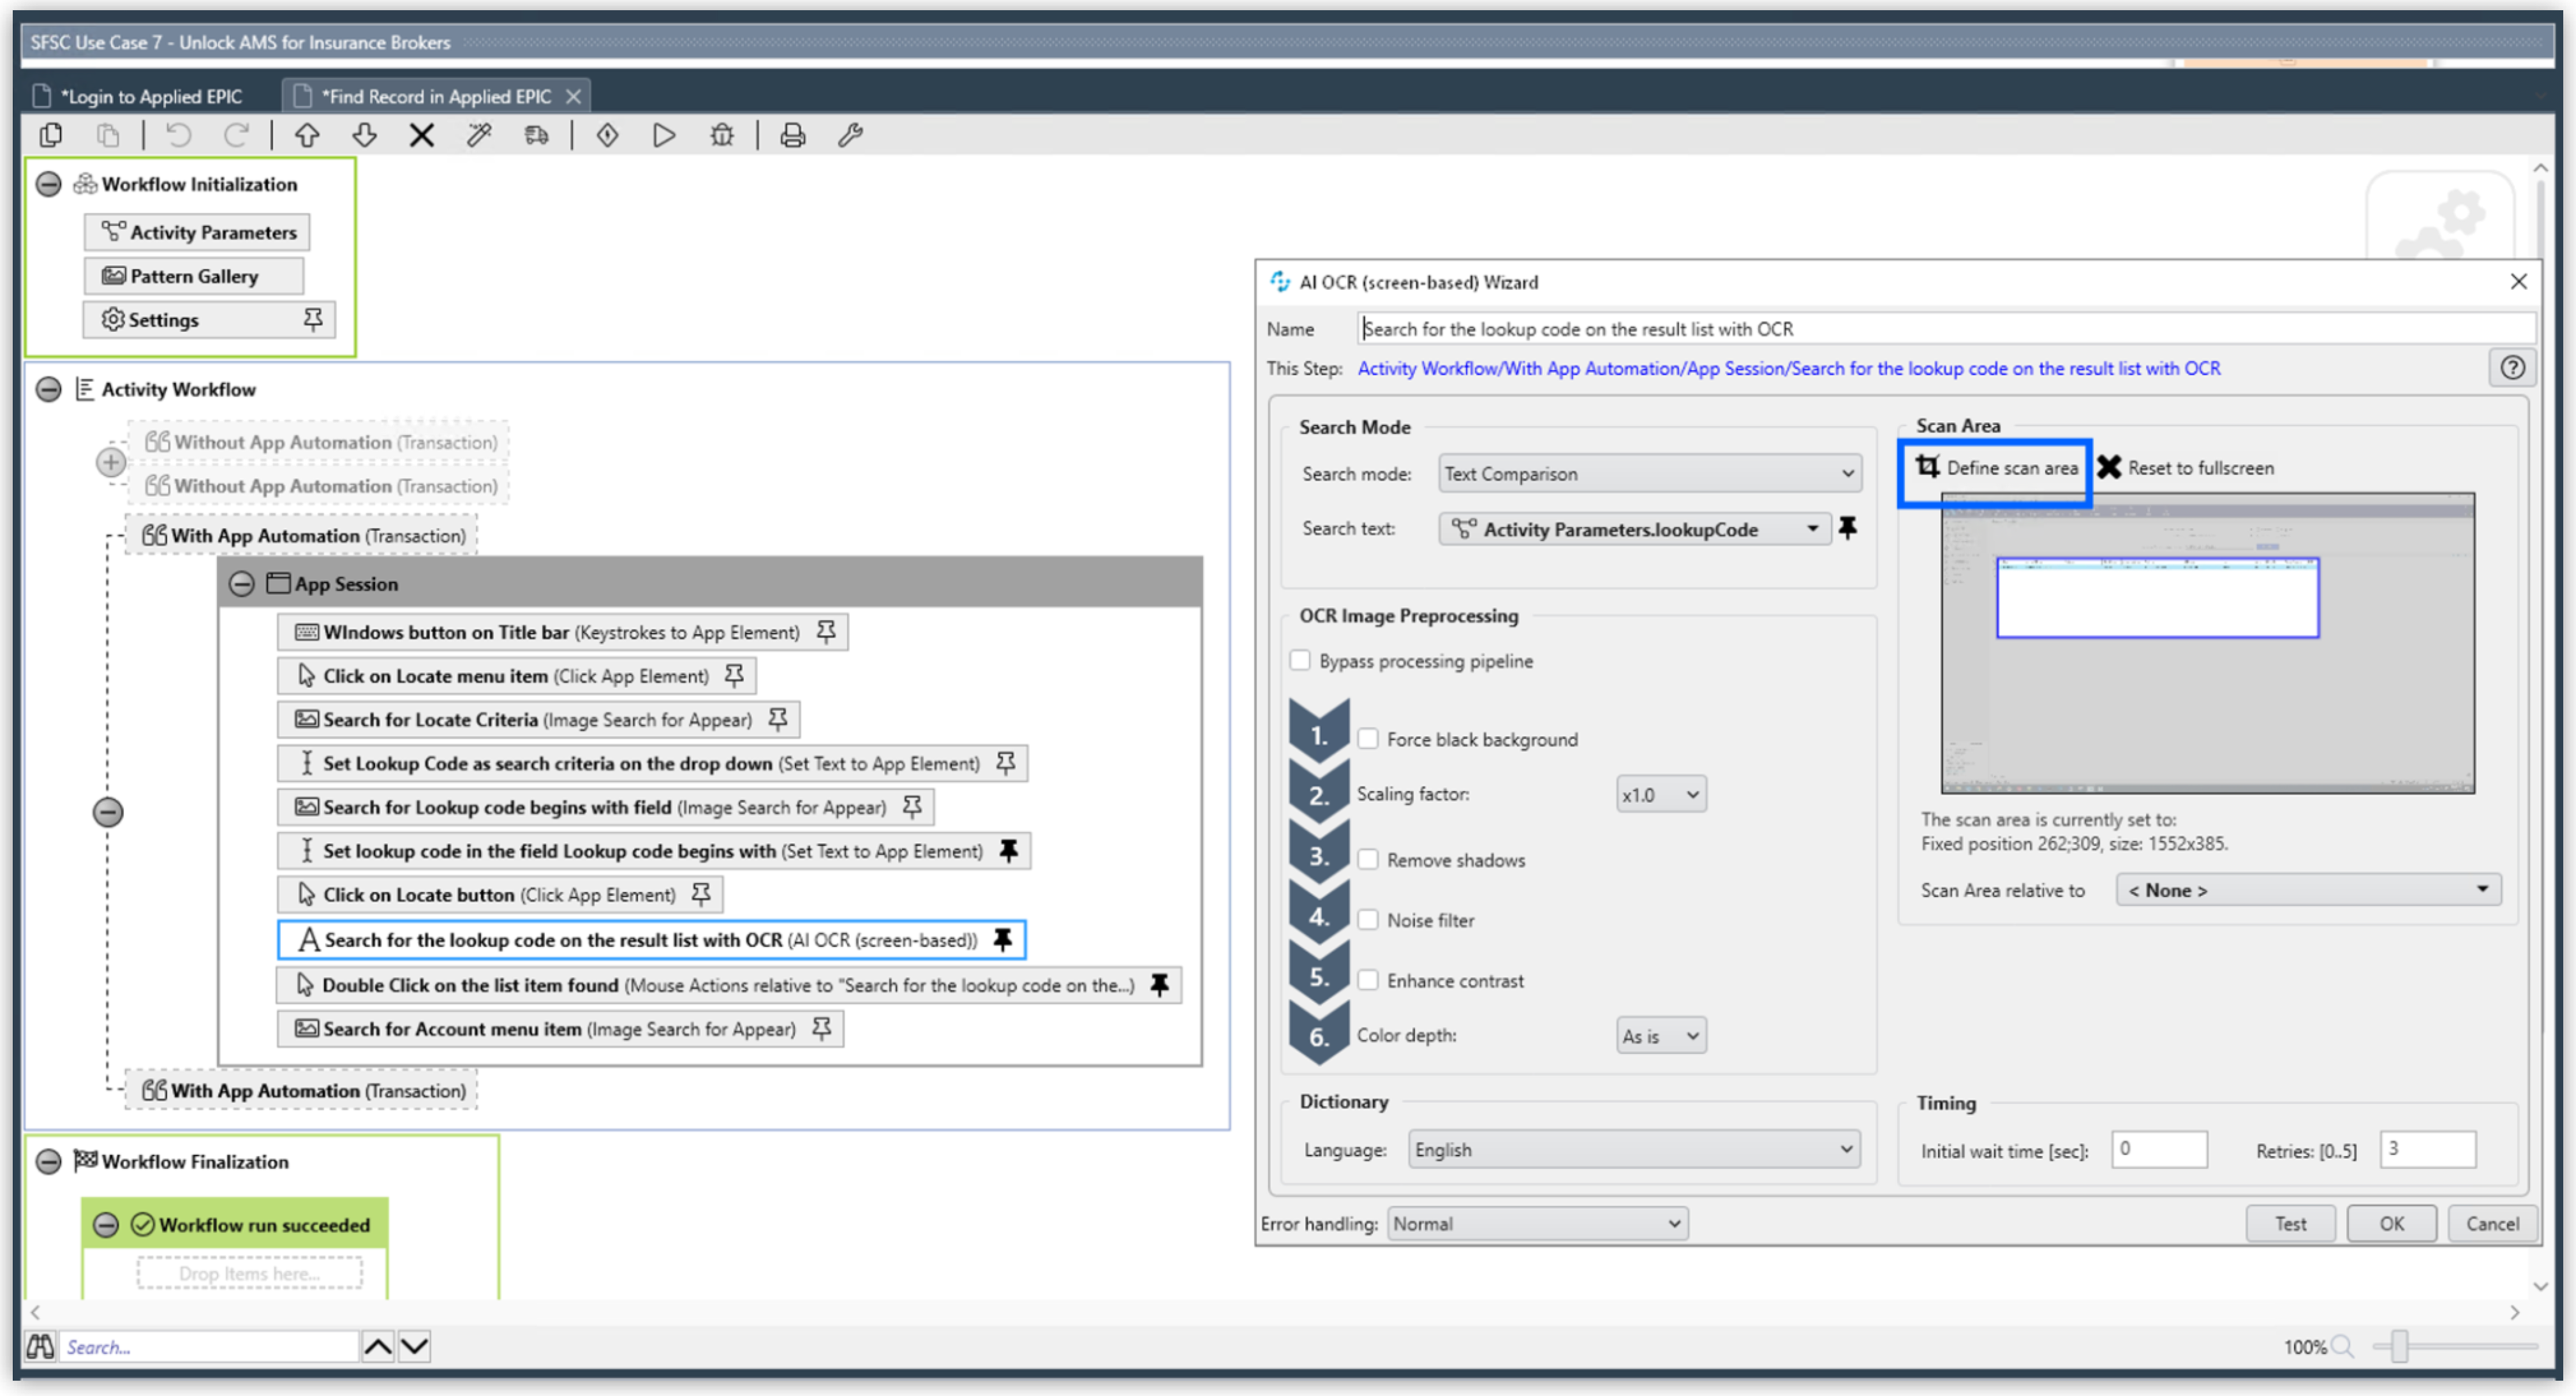 SFSC Use Case 7 - Unlock AMS for Insurance Brokers
*Login to Applied EPIC
*Find Record in Applied EPIC
Workflow Initialization
Activity Parameters
Pattern Gallery
Settings
Activity Workflow
Without App Automation (Transaction)
Without App Automation (Transaction)
With App Automation (Transaction)
App Session
WIndows button on Title bar (Keystrokes to App Element)
Click on Locate menu item (Click App Element)
Search for Locate Criteria (Image Search for Appear)
Set Lookup Code as search criteria on the drop down (Set Text to App Element)
Search for Lookup code begins with field (Image Search for Appear)
Set lookup code in the field Lookup code begins with (Set Text to App Element)
Click on Locate button (Click App Element)
Search for the lookup code on the result list with OCR (AI OCR (screen-based))
Double Click on the list item found (Mouse Actions relative to "Search for the lookup code on the...)
Search for Account menu item (Image Search for Appear)
With App Automation (Transaction)
Workflow Finalization
Workflow run succeeded
Drop Items here...
Search...
100%
AI OCR (screen-based) Wizard
Name Search for the lookup code on the result list with OCR
This Step: Activity Workflow/With App Automation/App Session/Search for the lookup code on the result list with OCR
Search Mode
Search mode: Text Comparison
Search text: Activity Parameters.lookupCode
OCR Image Preprocessing
Bypass processing pipeline
1. Force black background
2. Scaling factor: x1.0
3. Remove shadows
4. Noise filter
5. Enhance contrast
6. Color depth: As is
Dictionary
Language: English
Scan Area
Define scan area Reset to fullscreen
The scan area is currently set to:
Fixed position 262;309, size: 1552x385.
Scan Area relative to < None >
Timing
Initial wait time [sec]: 0 Retries: [0..5] 3
Error handling: Normal
Test OK Cancel